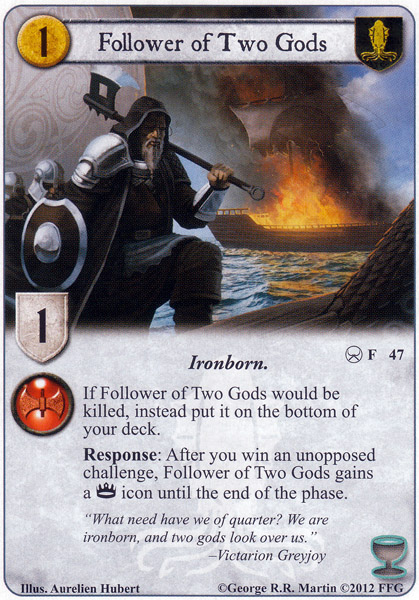 1
Follower of Two Gods
1
Ironborn.
F 47
If Follower of Two Gods would be
killed, instead put it on the bottom of
your deck.
Response: After you win an unopposed
challenge, Follower of Two Gods gains
a icon until the end of the phase.
"What need have we of quarter? We are
ironborn, and two gods look over us."
–Victarion Greyjoy
Illus. Aurelien Hubert ©George R.R. Martin ©2012 FFG